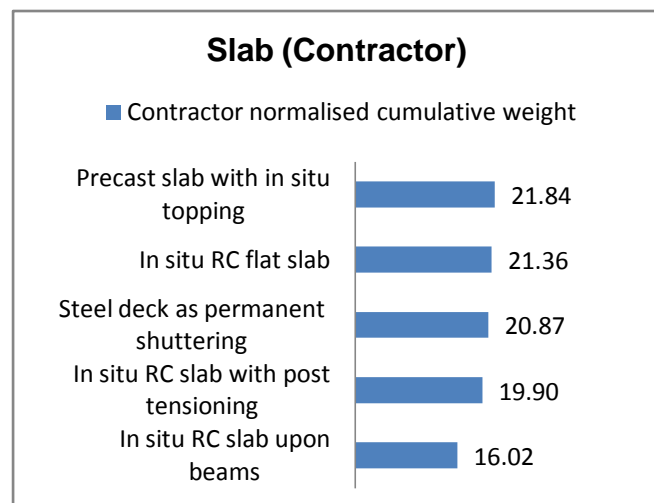 Slab (Contractor)
Contractor normalised cumulative weight
Precast slab with in situ
topping
21.84
In situ RC flat slab
21.36
Steel deck as permanent
shuttering
20.87
In situ RC slab with post
tensioning
19.90
In situ RC slab upon
beams
16.02